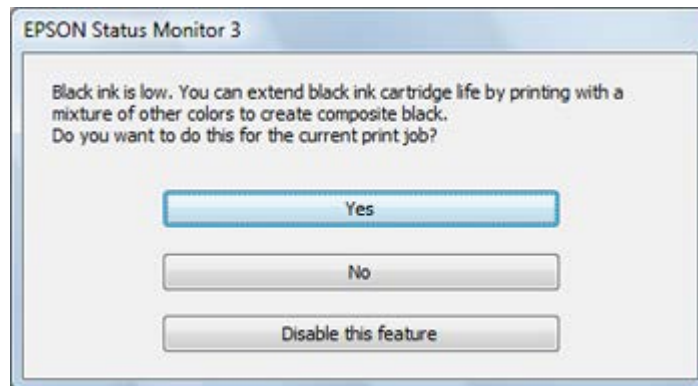 EPSON Status Monitor 3
Black ink is low. You can extend black ink cartridge life by printing with a
mixture of other colors to create composite black.
Do you want to do this for the current print job?
Yes
No
Disable this feature